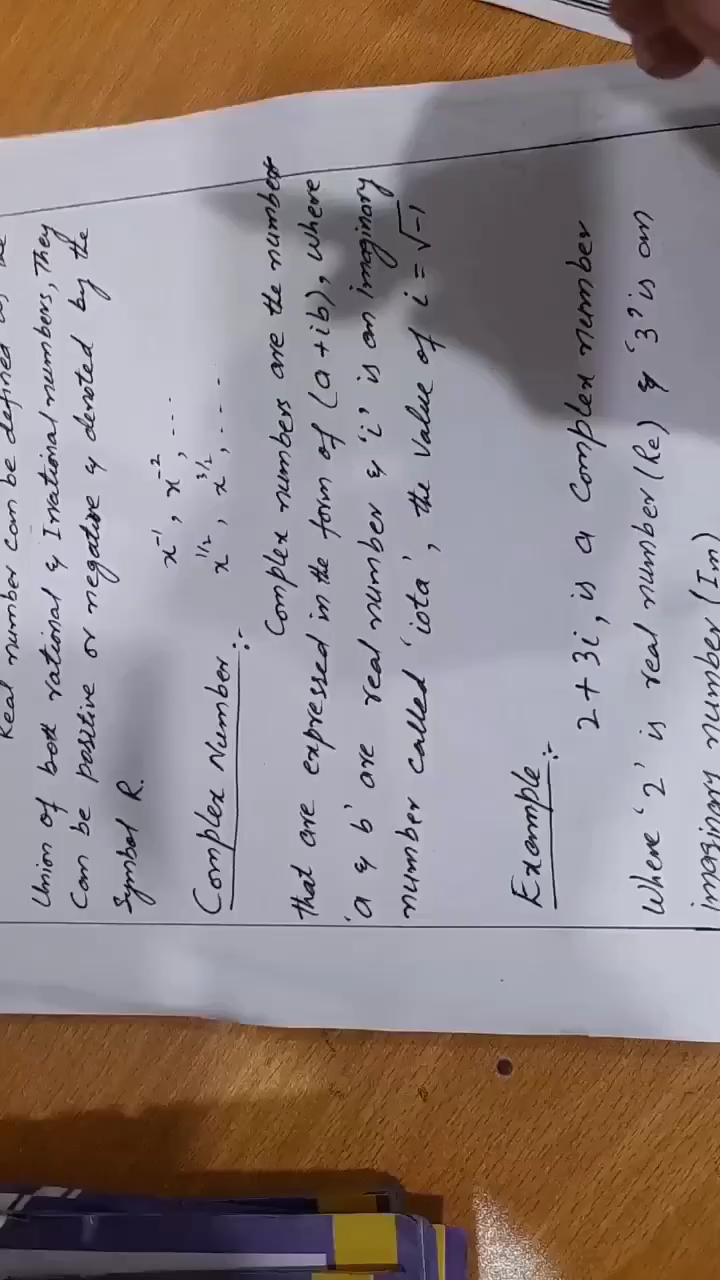 Real number can be defined as the
Union of both rational & Irrational numbers, They
Can be positive or negative & denoted by the
Symbol R.
x⁻¹, x⁻², ....
x^1/2, x^3/2, ....
Complex Number :-
Complex numbers are the numbers
that are expressed in the form of (a + ib), where
'a & b' are real number & 'i' is an imaginary
number called 'iota', the value of i = √-1
Example :-
2 + 3i, is a complex number
Where '2' is real number (Re) & '3' is an
imaginary number (Im)